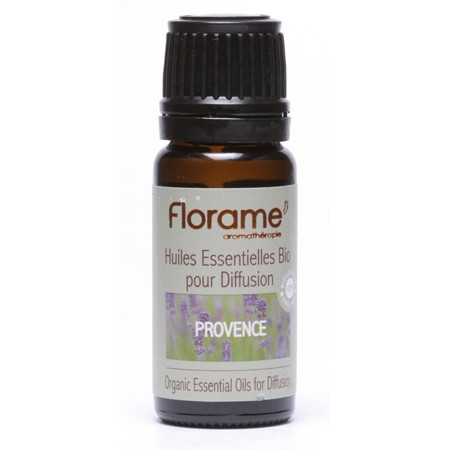 Florame
aromathérapie
Huiles Essentielles Bio
pour Diffusion
PROVENCE
Organic Essential Oils for Diffusion